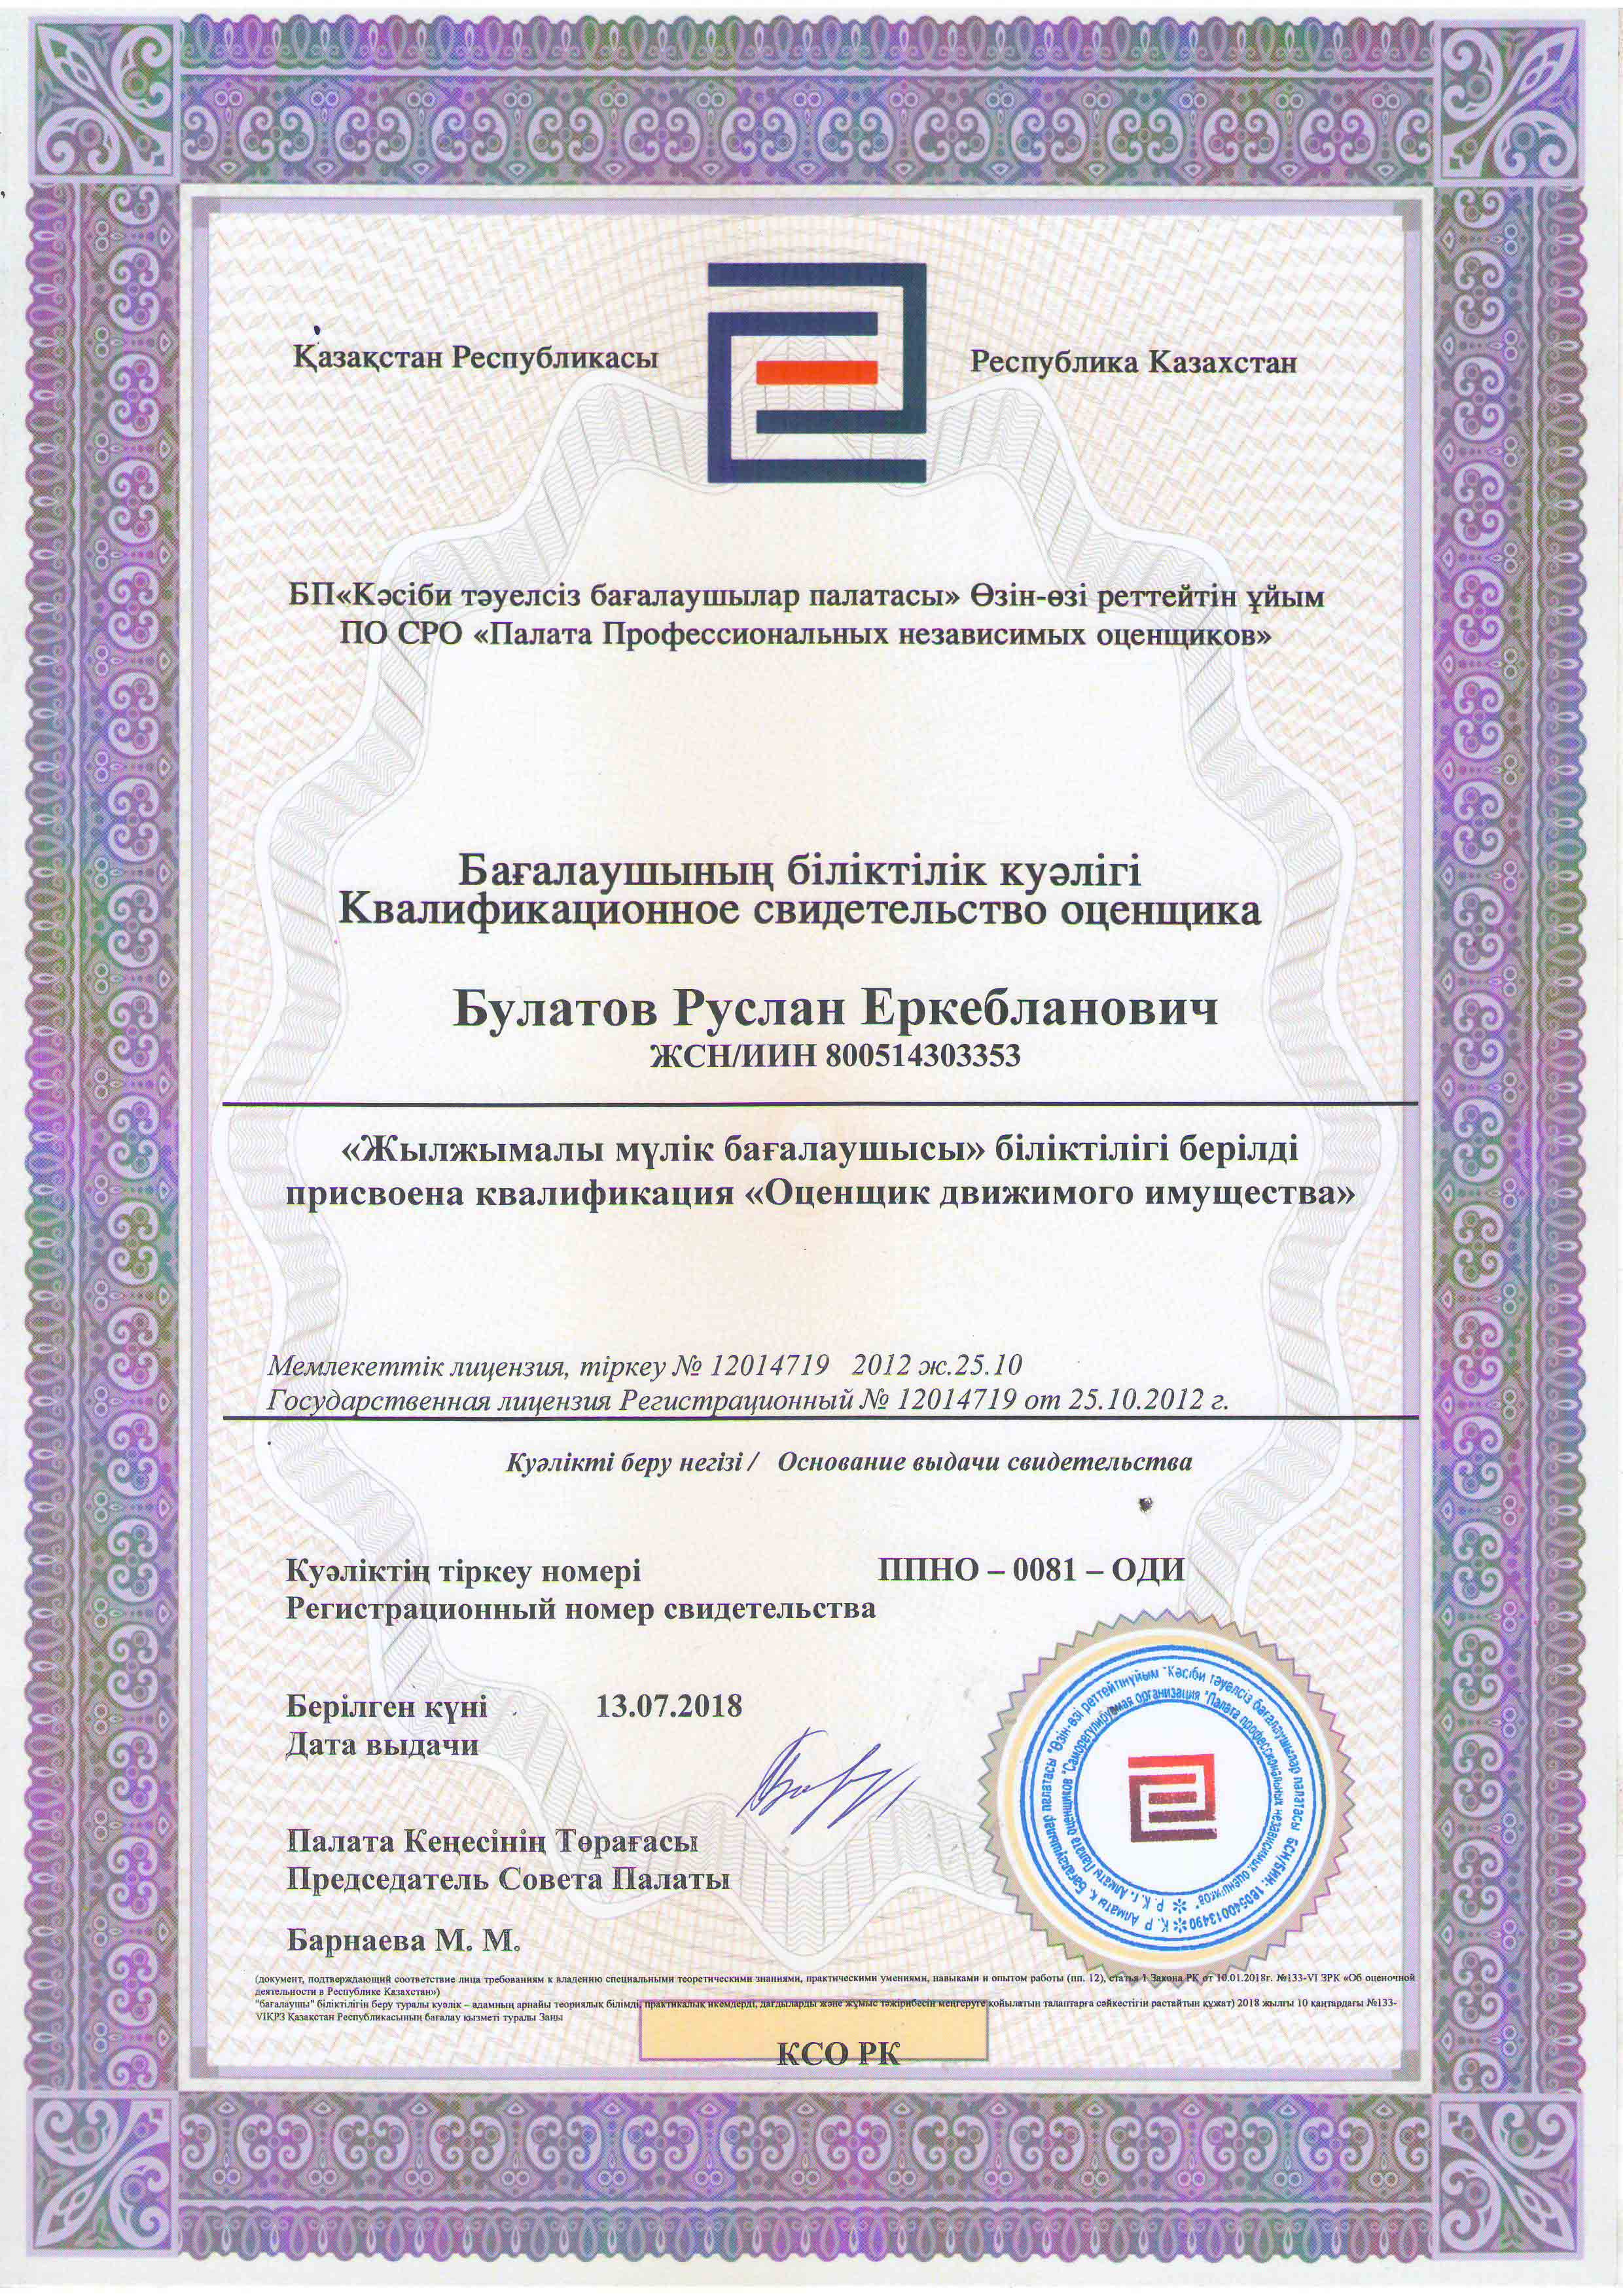 Қазақстан Республикасы
Республика Казахстан
БП«Кәсіби тәуелсіз бағалаушылар палатасы» Өзін-өзі реттейтін ұйым
ПО СРО «Палата Профессиональных независимых оценщиков»
Бағалаушының біліктілік куәлігі
Квалификационное свидетельство оценщика
Булатов Руслан Еркебланович
ЖСН/ИИН 800514303353
«Жылжымалы мүлік бағалаушысы» біліктілігі берілді
присвоена квалификация «Оценщик движимого имущества»
Мемлекеттік лицензия, тіркеу № 12014719 2012 ж.25.10
Государственная лицензия Регистрационный № 12014719 от 25.10.2012 г.
Куәлікті беру негізі / Основание выдачи свидетельства
Куәліктің тіркеу номері ППНО – 0081 – ОДИ
Регистрационный номер свидетельства
Берілген күні 13.07.2018
Дата выдачи
Палата Кеңесінің Төрағасы
Председатель Совета Палаты
Барнаева М. М.
"Өзін-өзі реттейтінұйым "Кәсіби тәуелсіз бағалаушылар палатасы БСН/БИН: 180540013490 ҚР Алматы қ. Бағалаушылар палатасы
"Саморегулируемая организация "Палата профессиональных независимых оценщиков" Р.К. г. Алматы Палата оценщиков
(документ, подтверждающий соответствие лица требованиям к владению специальными теоретическими знаниями, практическими умениями, навыками и опытом работы (пп. 12), статья 1 Закона РК от 10.01.2018г. №133-VI ЗРК «Об оценочной
деятельности в Республике Казахстан»)
"бағалаушы" біліктілігін беру туралы куәлік – адамның арнайы теориялық білімді, практикалық икемдерді, дағдыларды және жұмыс тәжірибесін меңгеруге қойылатын талаптарға сәйкестігін растайтын құжат) 2018 жылғы 10 қаңтардағы №133-
VIҚРЗ Қазақстан Республикасының бағалау қызметі туралы Заңы
КСО РК